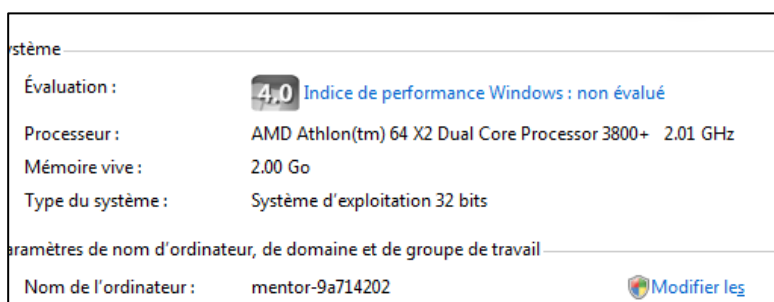 ystème
Évaluation : 4.0 Indice de performance Windows : non évalué
Processeur : AMD Athlon(tm) 64 X2 Dual Core Processor 3800+ 2.01 GHz
Mémoire vive : 2.00 Go
Type du système : Système d'exploitation 32 bits
aramètres de nom d'ordinateur, de domaine et de groupe de travail
Nom de l'ordinateur : mentor-9a714202 Modifier les